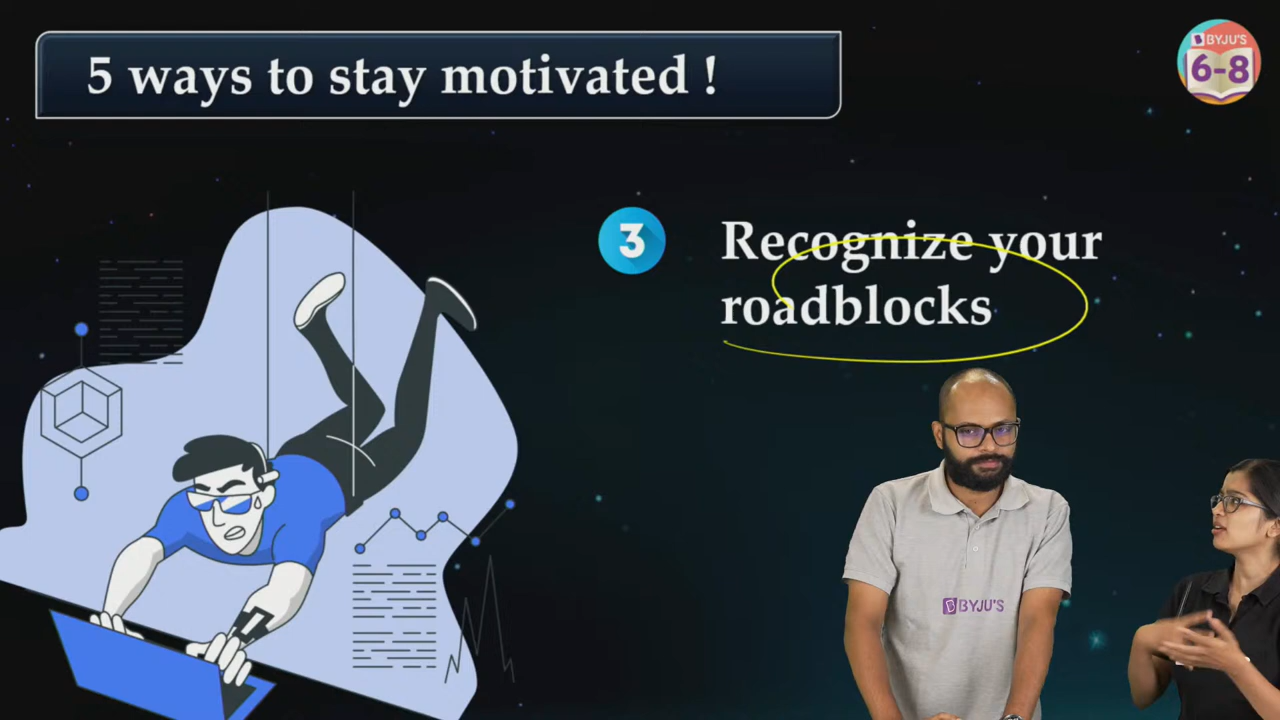 5 ways to stay motivated !
BYJU'S
6-8
3
Recognize your
roadblocks
BYJU'S